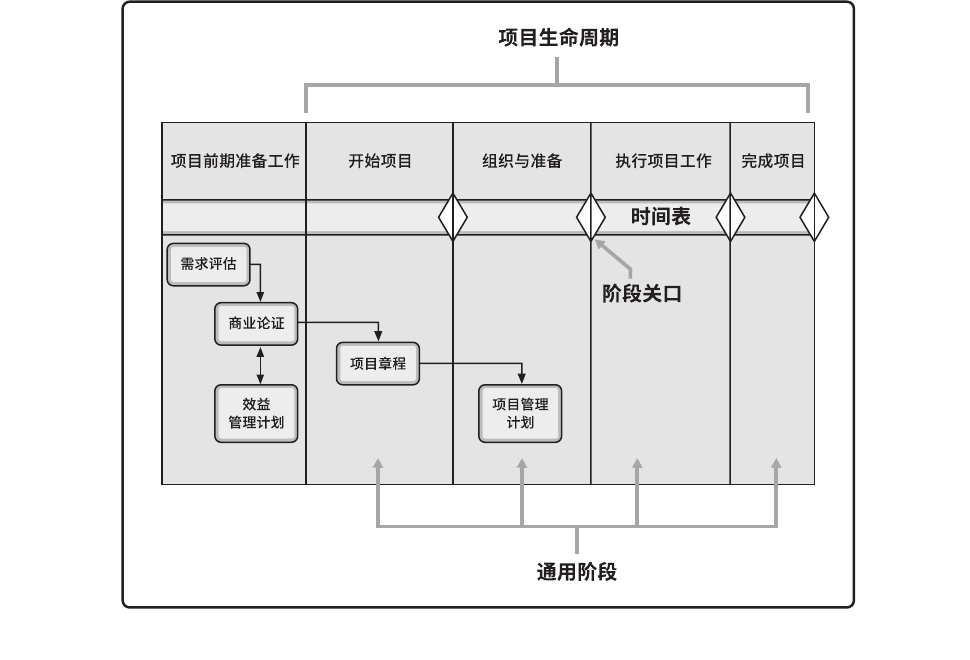 项目生命周期
项目前期准备工作
开始项目
组织与准备
执行项目工作
完成项目
时间表
需求评估
阶段关口
商业论证
项目章程
效益
管理计划
项目管理
计划
通用阶段